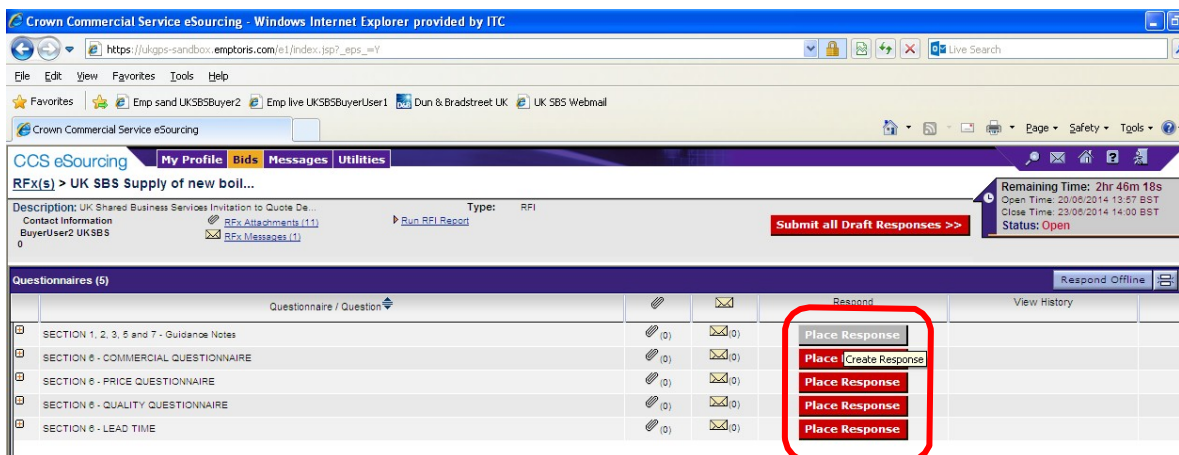 Crown Commercial Service eSourcing - Windows Internet Explorer provided by ITC
https://ukgps-sandbox.emptoris.com/e1/index.jsp?_eps_=Y
Live Search
File Edit View Favorites Tools Help
Favorites Emp sand UKSBSBuyer2 Emp live UKSBSBuyerUser1 Dun & Bradstreet UK UK SBS Webmail
Crown Commercial Service eSourcing
Page Safety Tools
CCS eSourcing My Profile Bids Messages Utilities
RFx(s) > UK SBS Supply of new boil...
Remaining Time: 2hr 46m 18s
Open Time: 20/06/2014 13:57 BST
Close Time: 23/06/2014 14:00 BST
Status: Open
Description: UK Shared Business Services Invitation to Quote De... Type: RFI
Contact Information RFx Attachments (11) Run RFI Report
BuyerUser2 UKSBS RFx Messages (1)
0
Submit all Draft Responses >>
Questionnaires (5) Respond Offline
Questionnaire / Question Respond View History
SECTION 1, 2, 3, 5 and 7 - Guidance Notes (0) (0) Place Response
SECTION 6 - COMMERCIAL QUESTIONNAIRE (0) (0) Place Create Response
SECTION 6 - PRICE QUESTIONNAIRE (0) (0) Place Response
SECTION 6 - QUALITY QUESTIONNAIRE (0) (0) Place Response
SECTION 6 - LEAD TIME (0) (0) Place Response